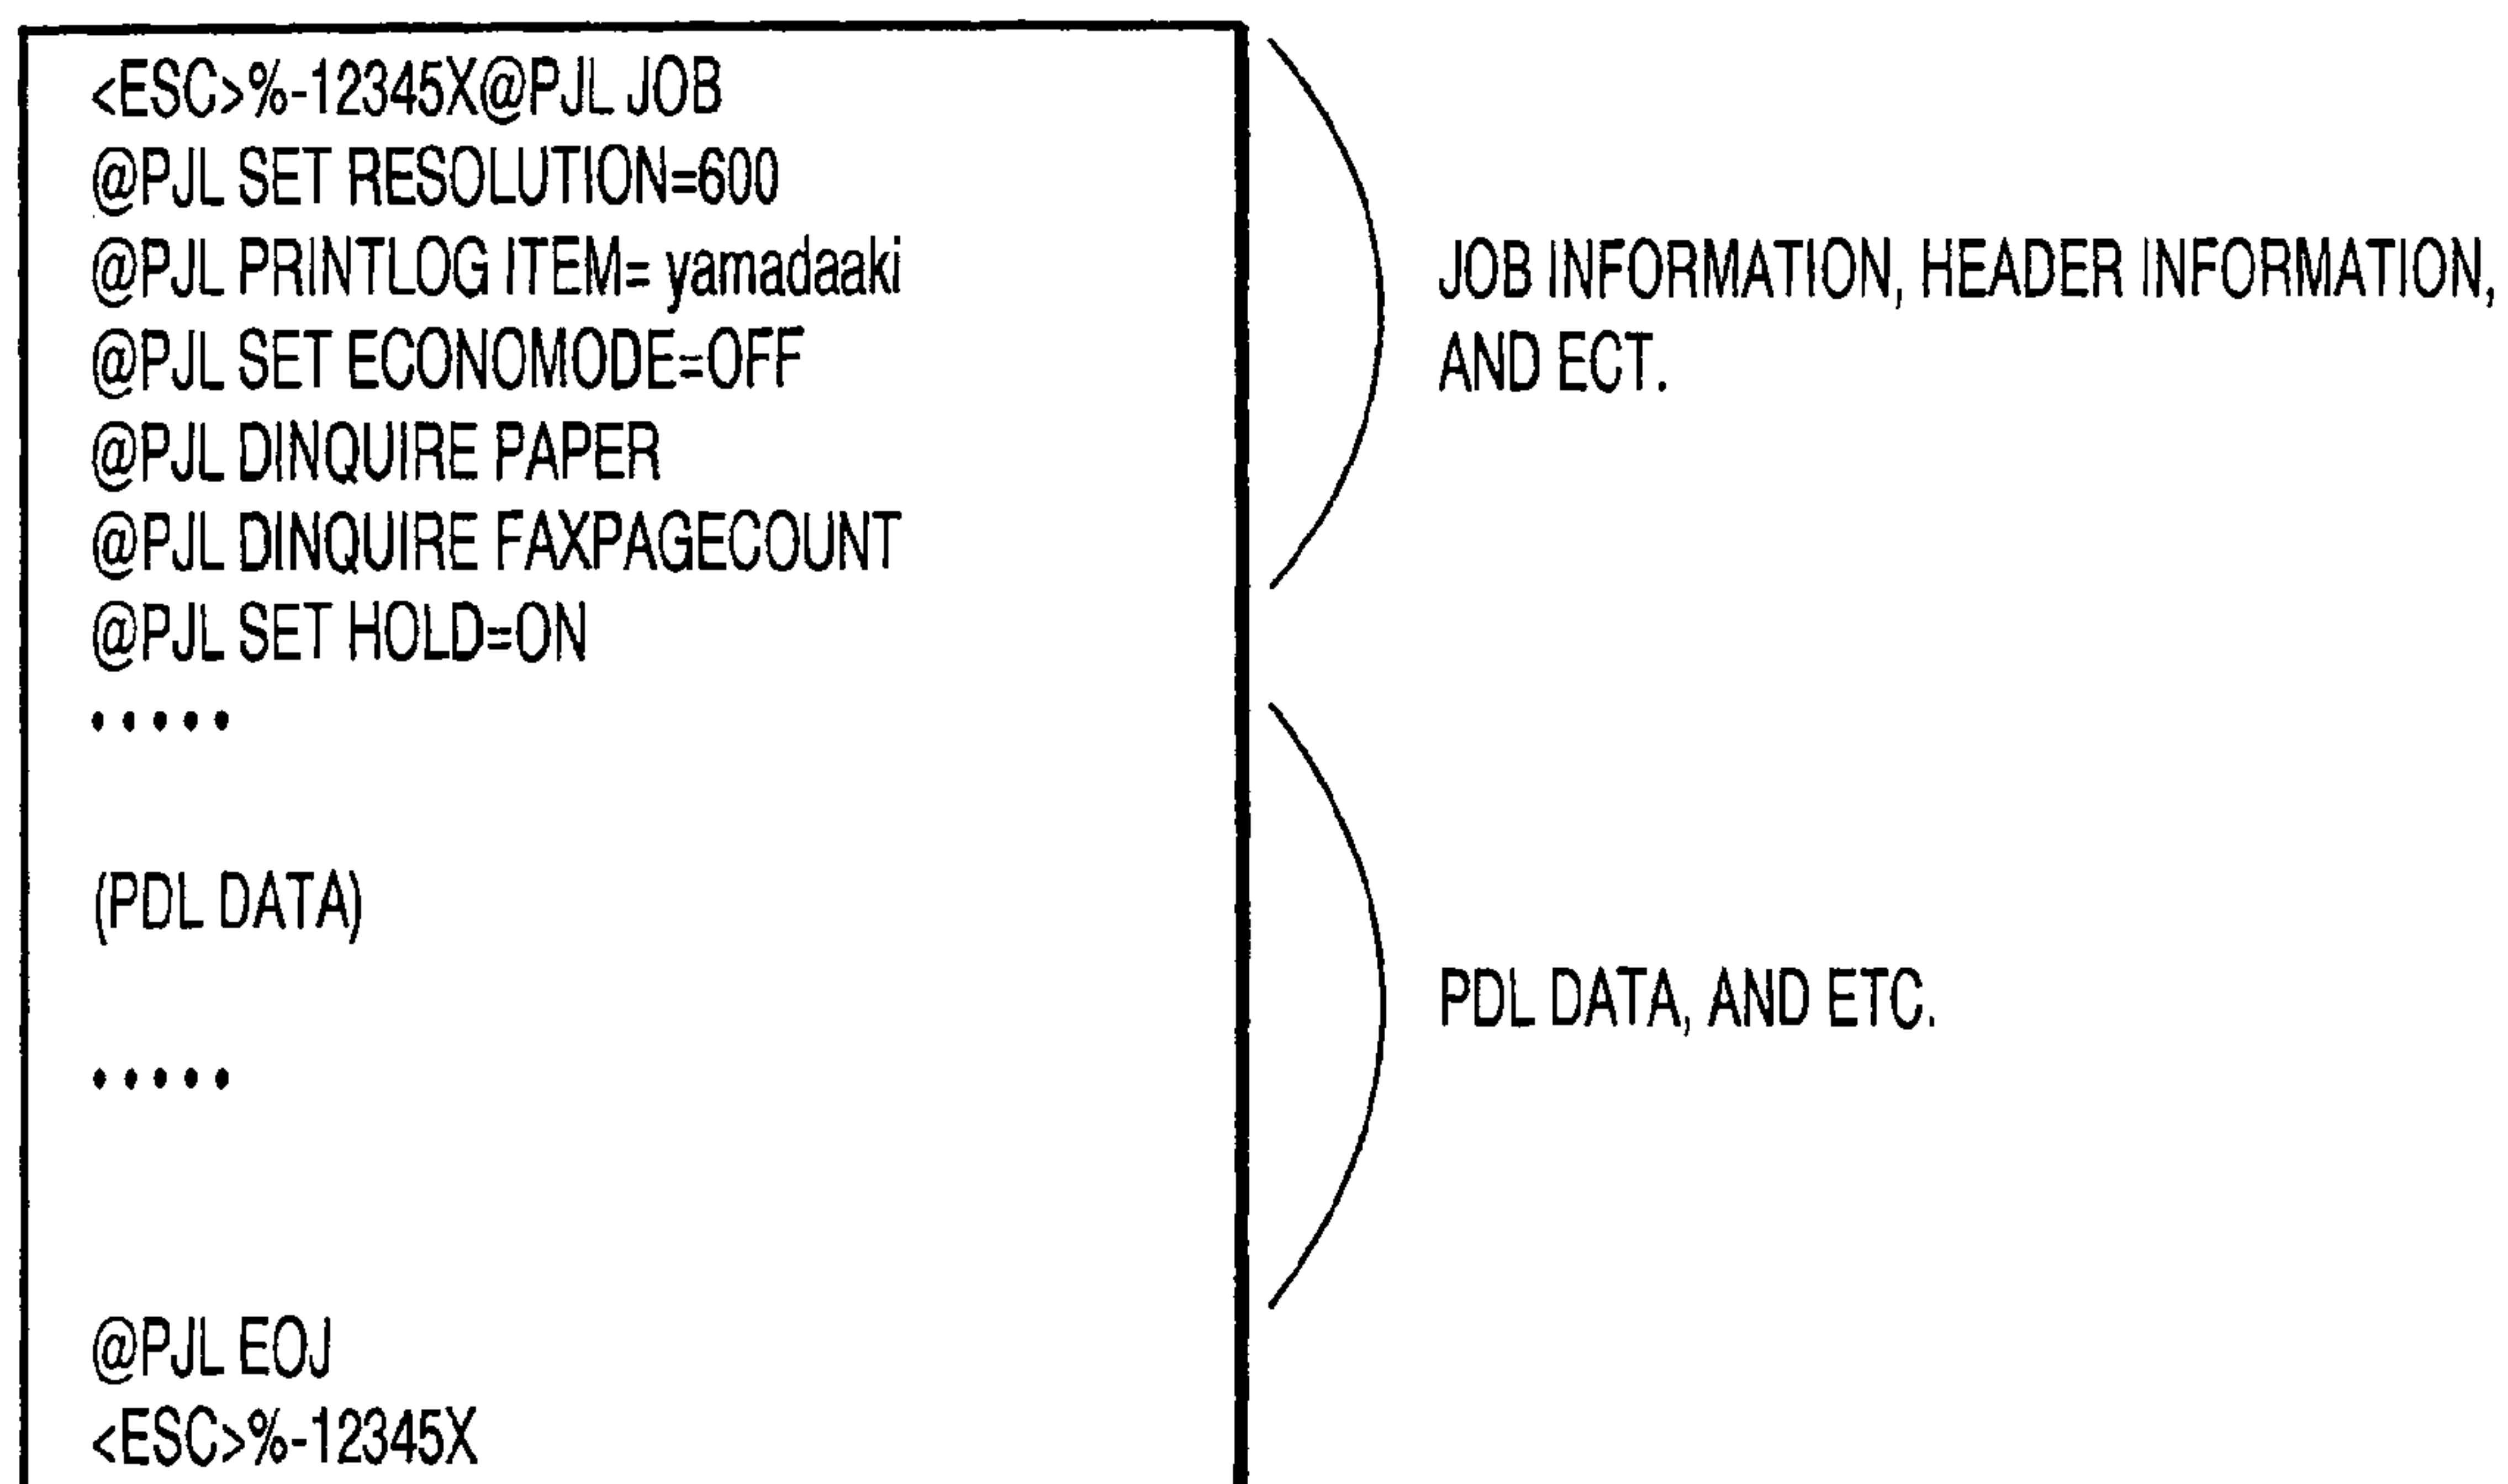 <ESC>%-12345X@PJL JOB
@PJL SET RESOLUTION=600
@PJL PRINTLOG ITEM= yamadaaki
@PJL SET ECONOMODE=OFF
@PJL DINQUIRE PAPER
@PJL DINQUIRE FAXPAGECOUNT
@PJL SET HOLD=ON
•••••
(PDL DATA)
•••••
@PJL EOJ
<ESC>%-12345X
JOB INFORMATION, HEADER INFORMATION,
AND ECT.
PDL DATA, AND ETC.